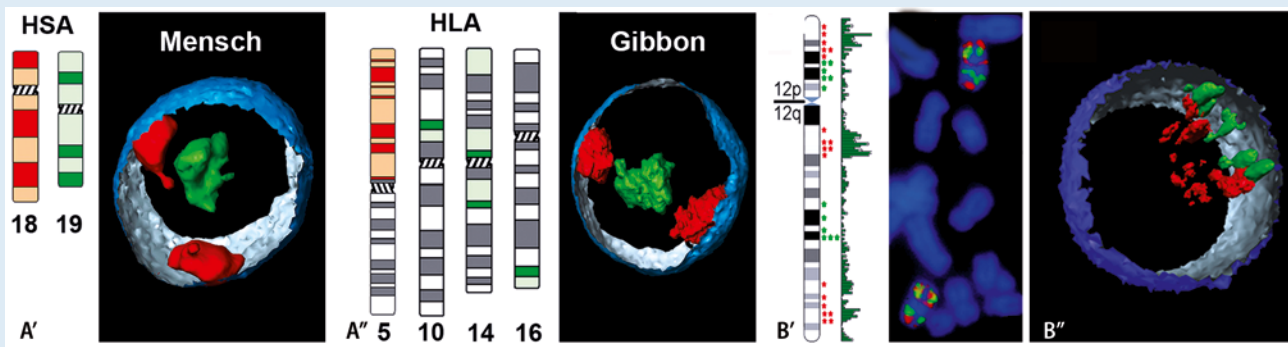 HSA
Mensch
18 19
A′
HLA
Gibbon
5 10 14 16
A″
12p
12q
B′
B″